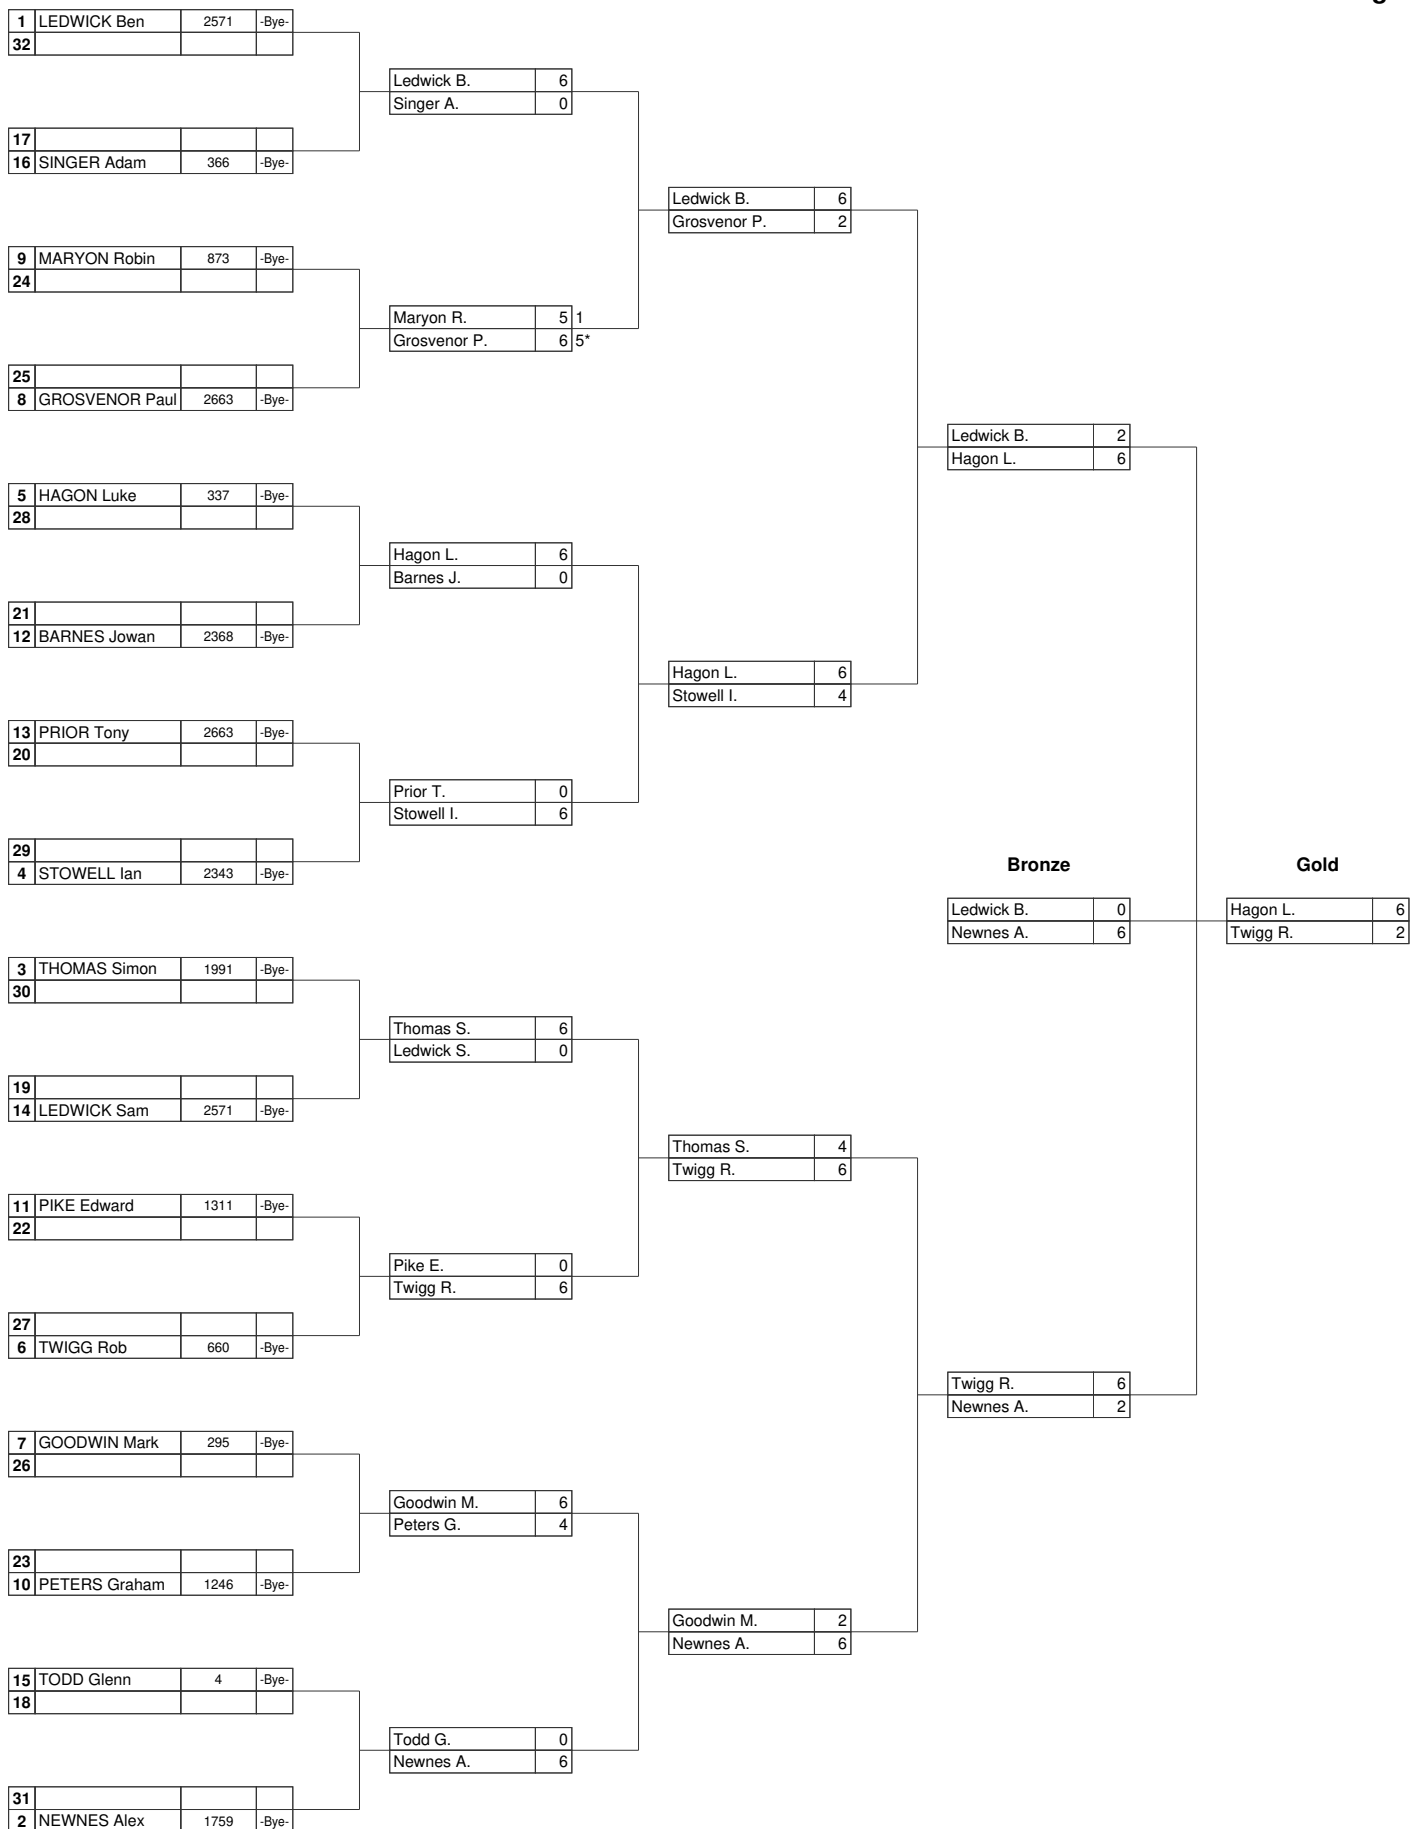 1 LEDWICK Ben 2571 -Bye-
32
Ledwick B. 6
Singer A. 0
17
16 SINGER Adam 366 -Bye-
Ledwick B. 6
Grosvenor P. 2
9 MARYON Robin 873 -Bye-
24
Maryon R. 5 1
Grosvenor P. 6 5*
25
8 GROSVENOR Paul 2663 -Bye-
Ledwick B. 2
Hagon L. 6
5 HAGON Luke 337 -Bye-
28
Hagon L. 6
Barnes J. 0
21
12 BARNES Jowan 2368 -Bye-
Hagon L. 6
Stowell I. 4
13 PRIOR Tony 2663 -Bye-
20
Prior T. 0
Stowell I. 6
29
4 STOWELL Ian 2343 -Bye-
Bronze Gold
Ledwick B. 0 Hagon L. 6
Newnes A. 6 Twigg R. 2
3 THOMAS Simon 1991 -Bye-
30
Thomas S. 6
Ledwick S. 0
19
14 LEDWICK Sam 2571 -Bye-
Thomas S. 4
Twigg R. 6
11 PIKE Edward 1311 -Bye-
22
Pike E. 0
Twigg R. 6
27
6 TWIGG Rob 660 -Bye-
Twigg R. 6
Newnes A. 2
7 GOODWIN Mark 295 -Bye-
26
Goodwin M. 6
Peters G. 4
23
10 PETERS Graham 1246 -Bye-
Goodwin M. 2
Newnes A. 6
15 TODD Glenn 4 -Bye-
18
Todd G. 0
Newnes A. 6
31
2 NEWNES Alex 1759 -Bye-